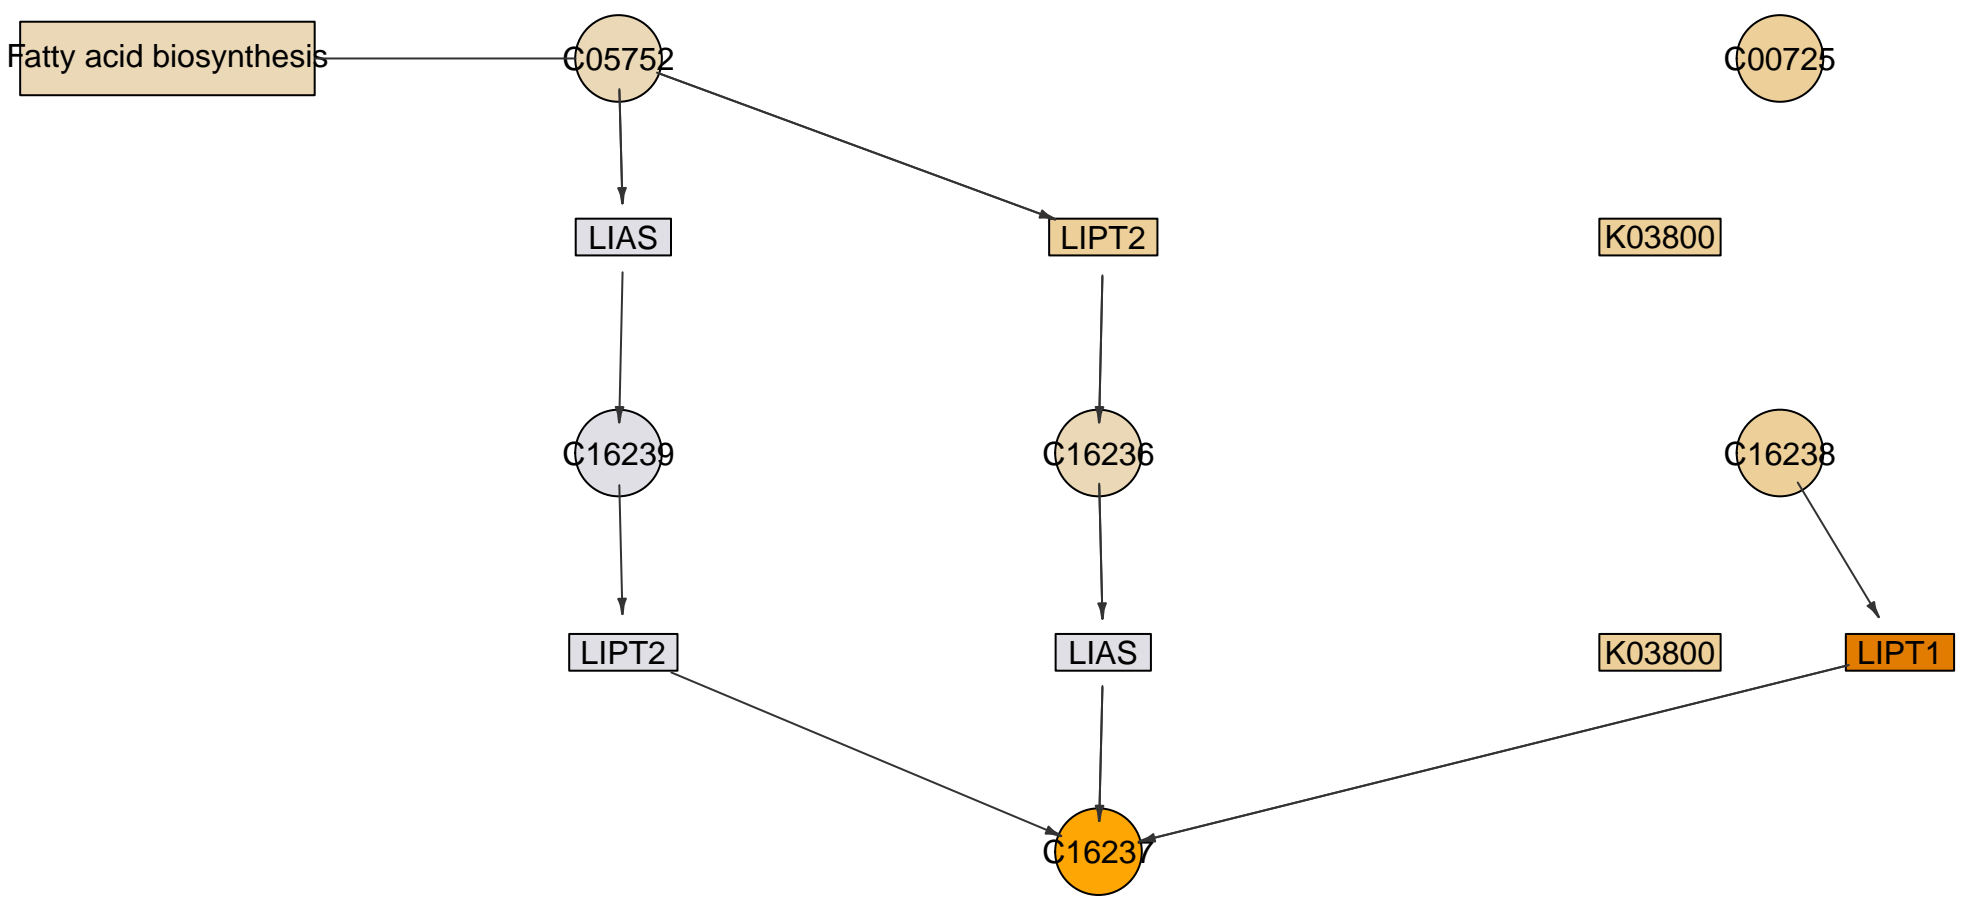 Fatty acid biosynthesis
C05752
C00725
LIAS
LIPT2
K03800
C16239
C16236
C16238
LIPT2
LIAS
K03800
LIPT1
C16237